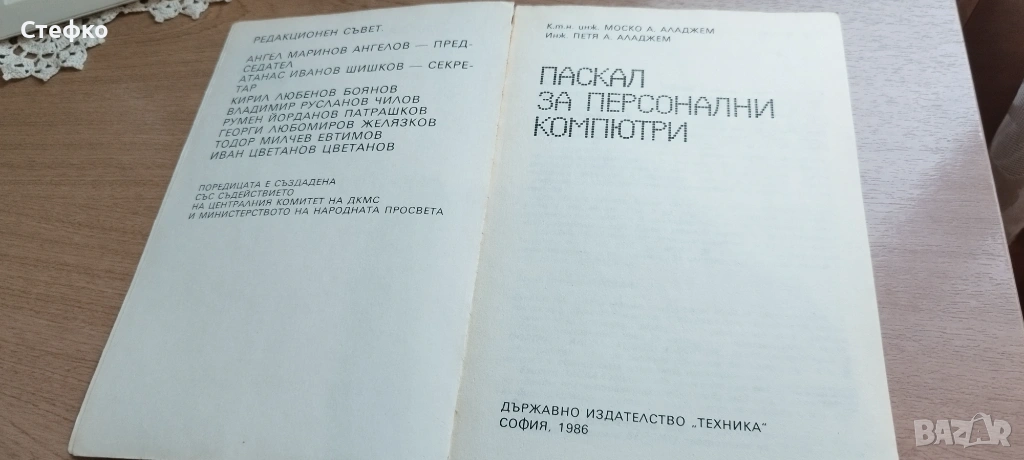 Стефко
РЕДАКЦИОНЕН СЪВЕТ.
АНГЕЛ МАРИНОВ АНГЕЛОВ — ПРЕД-
СЕДАТЕЛ
АТАНАС ИВАНОВ ШИШКОВ — СЕКРЕ-
ТАР
КИРИЛ ЛЮБЕНОВ БОЯНОВ
ВЛАДИМИР РУСЛАНОВ ЧИЛОВ
РУМЕН ЙОРДАНОВ ПАТРАШКОВ
ГЕОРГИ ЛЮБОМИРОВ ЖЕЛЯЗКОВ
ТОДОР МИЛЧЕВ ЕВТИМОВ
ИВАН ЦВЕТАНОВ ЦВЕТАНОВ
ПОРЕДИЦАТА Е СЪЗДАДЕНА
СЪС СЪДЕЙСТВИЕТО
НА ЦЕНТРАЛНИЯ КОМИТЕТ НА ДКМС
И МИНИСТЕРСТВОТО НА НАРОДНАТА ПРОСВЕТА
К.т.н. инж. МОСКО А. АЛАДЖЕМ
Инж. ПЕТЯ А. АЛАДЖЕМ
ПАСКАЛ
ЗА ПЕРСОНАЛНИ
КОМПЮТРИ
ДЪРЖАВНО ИЗДАТЕЛСТВО „ТЕХНИКА“
СОФИЯ, 1986
BAZAR